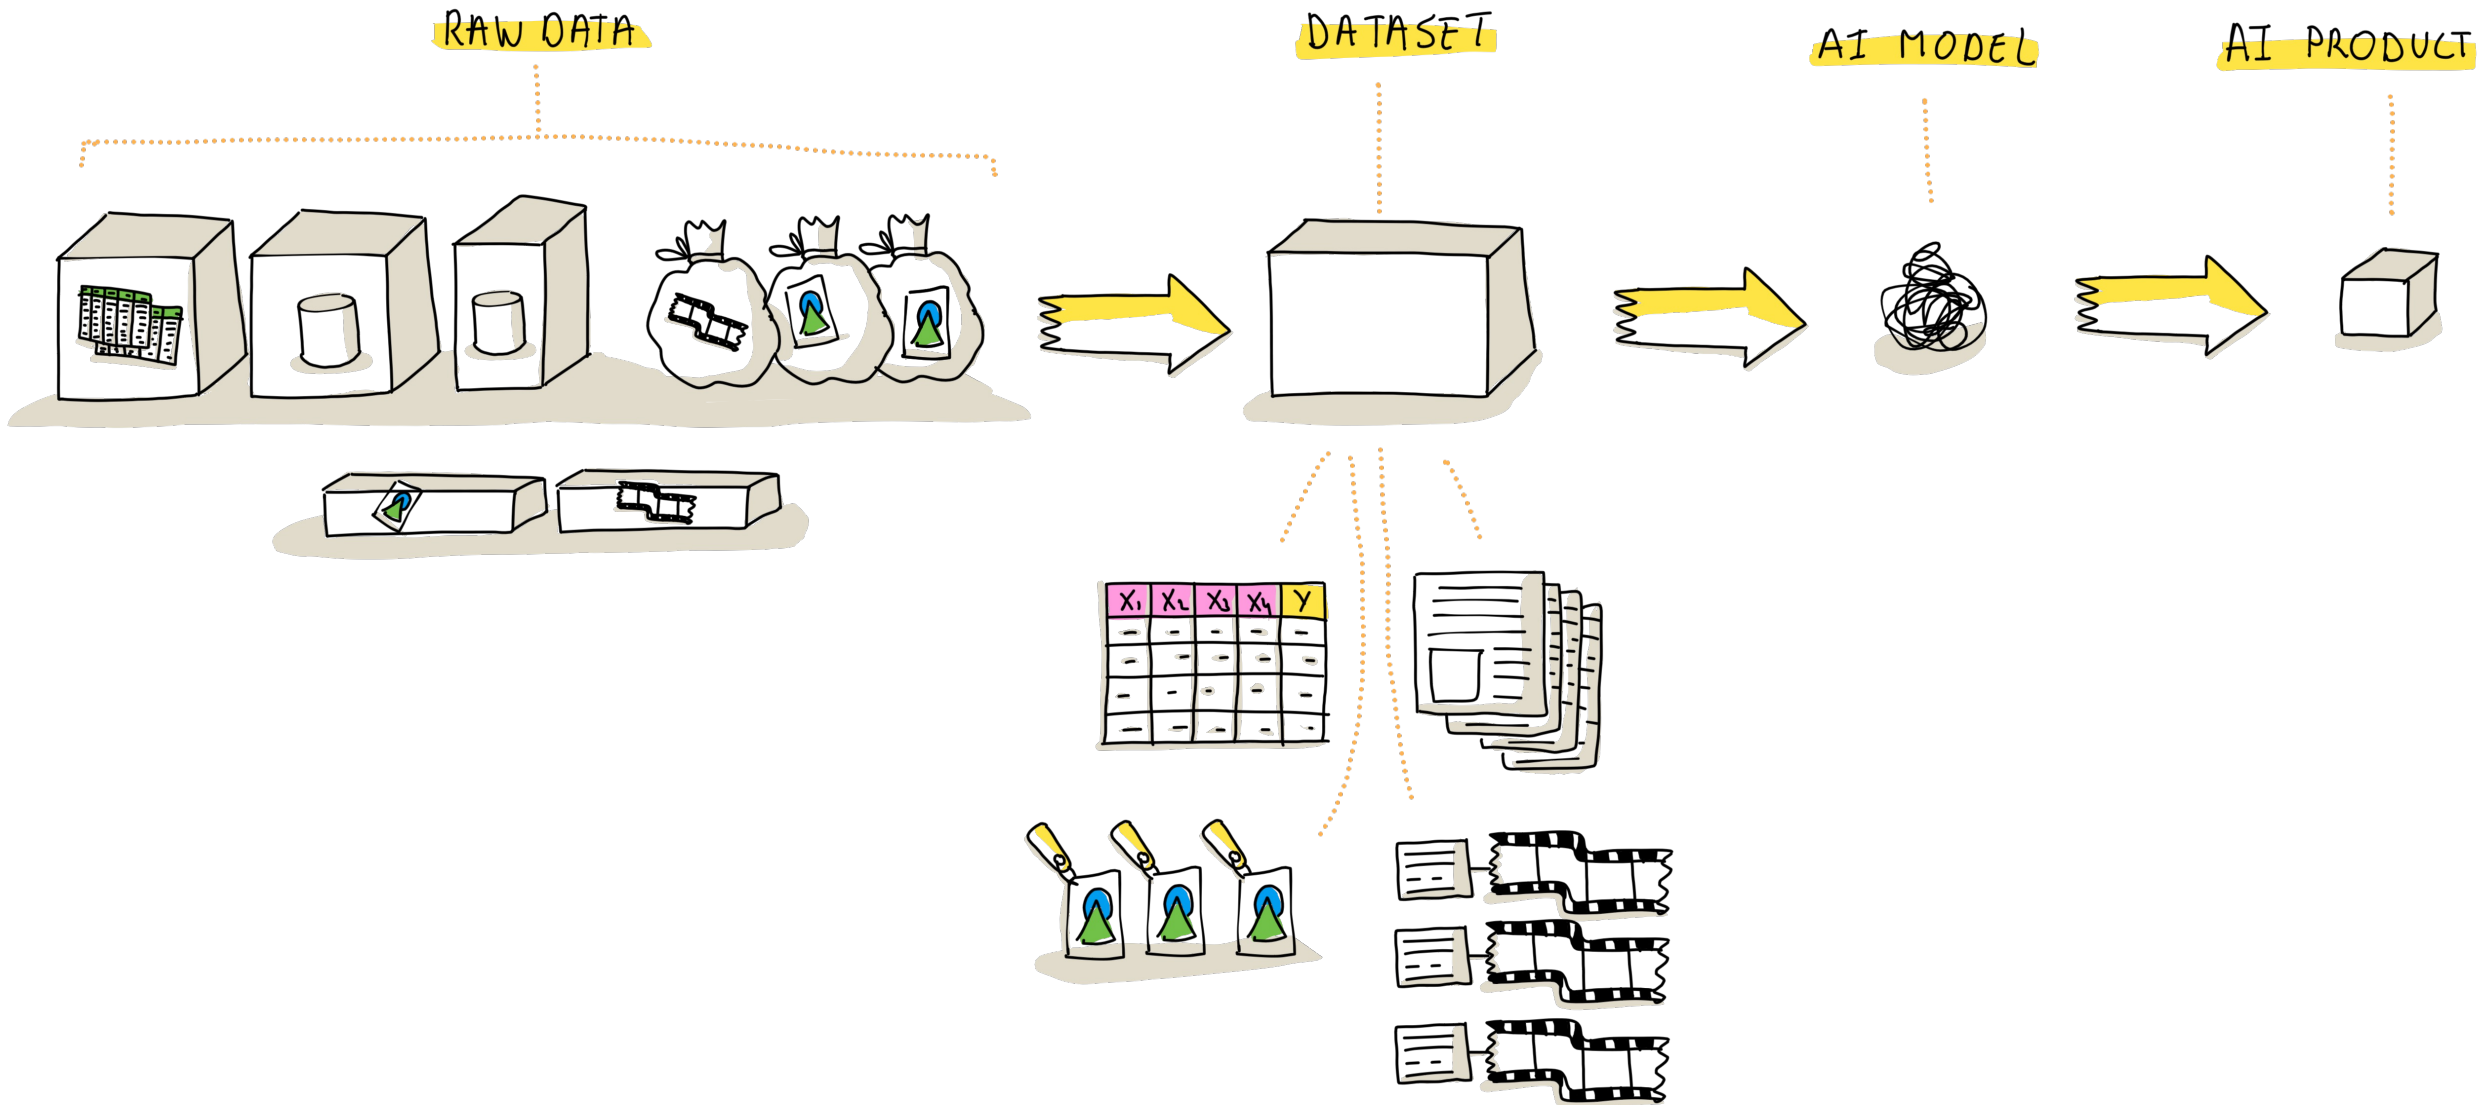 RAW DATA
DATASET
AI MODEL
AI PRODUCT
X1 X2 X3 X4 Y